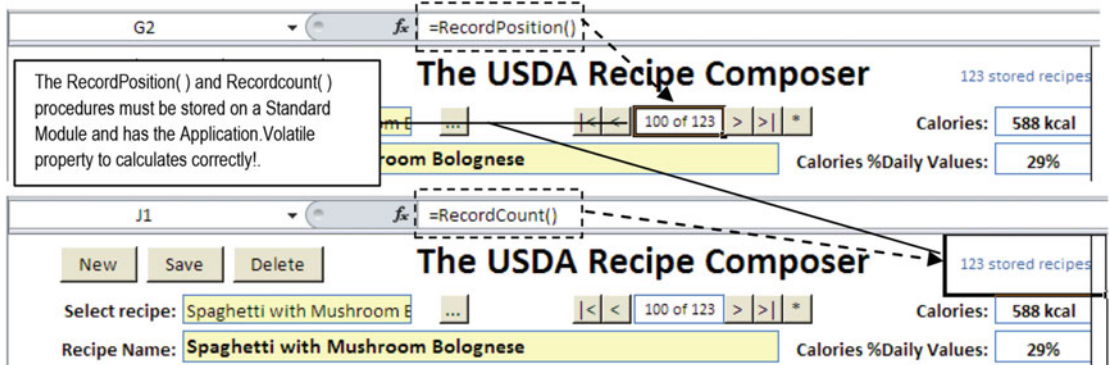 G2 fx =RecordPosition()
The RecordPosition( ) and Recordcount( )
procedures must be stored on a Standard
Module and has the Application.Volatile
property to calculates correctly!.
The USDA Recipe Composer 123 stored recipes
om E ... |< < 100 of 123 > >| * Calories: 588 kcal
room Bolognese Calories %Daily Values: 29%
J1 fx =RecordCount()
New Save Delete The USDA Recipe Composer 123 stored recipes
Select recipe: Spaghetti with Mushroom E ... |< < 100 of 123 > >| * Calories: 588 kcal
Recipe Name: Spaghetti with Mushroom Bolognese Calories %Daily Values: 29%